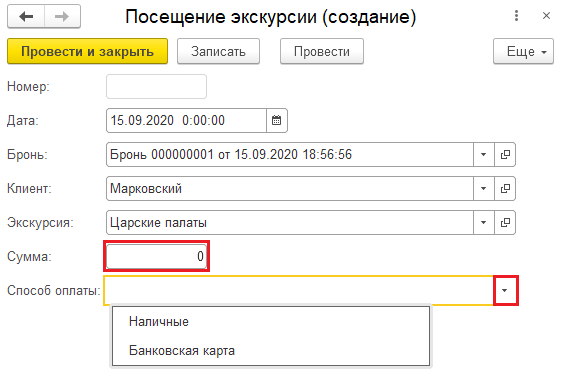 Посещение экскурсии (создание)
Провести и закрыть Записать Провести Еще
Номер:
Дата: 15.09.2020 0:00:00
Бронь: Бронь 000000001 от 15.09.2020 18:56:56
Клиент: Марковский
Экскурсия: Царские палаты
Сумма: 0
Способ оплаты:
Наличные
Банковская карта